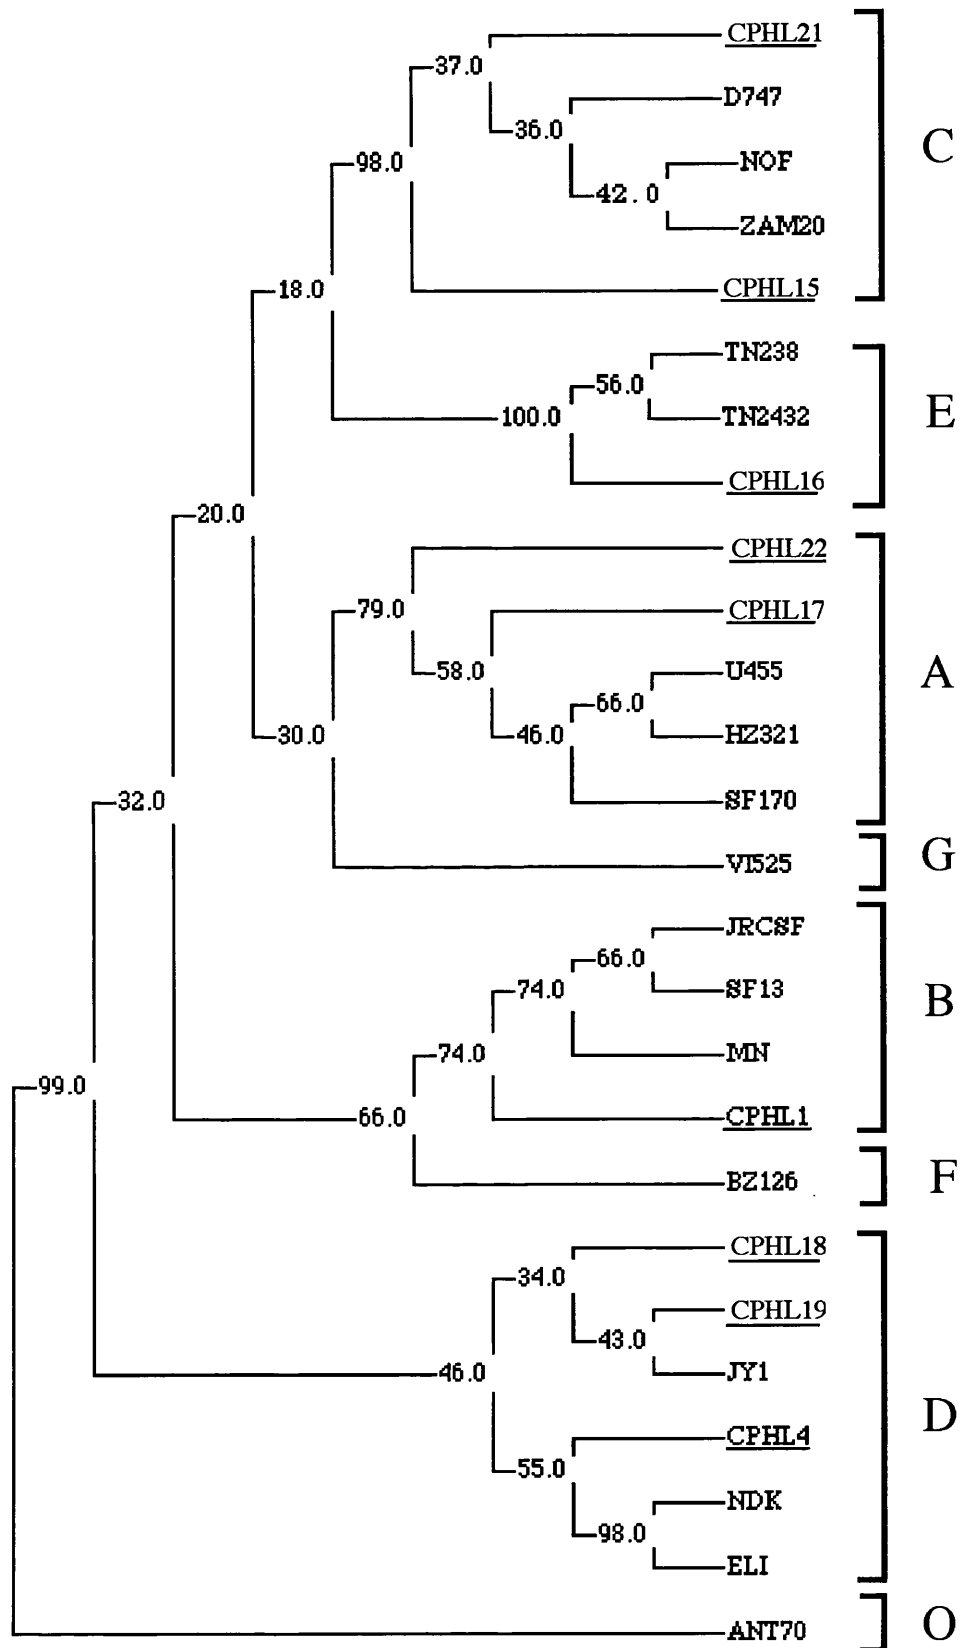 CPHL21
37.0
D747
36.0
C
98.0
NOF
42.0
ZAM20
18.0
CPHL15
TN238
56.0
100.0
TN2432
E
CPHL16
20.0
CPHL22
79.0
CPHL17
58.0
U455
A
66.0
30.0
46.0
HZ321
32.0
SF170
VI525
G
JRCSF
66.0
74.0
SF13
B
74.0
MN
99.0
66.0
CPHL1
BZ126
F
CPHL18
34.0
CPHL19
43.0
46.0
JY1
D
CPHL4
55.0
NDK
98.0
ELI
ANT70
O